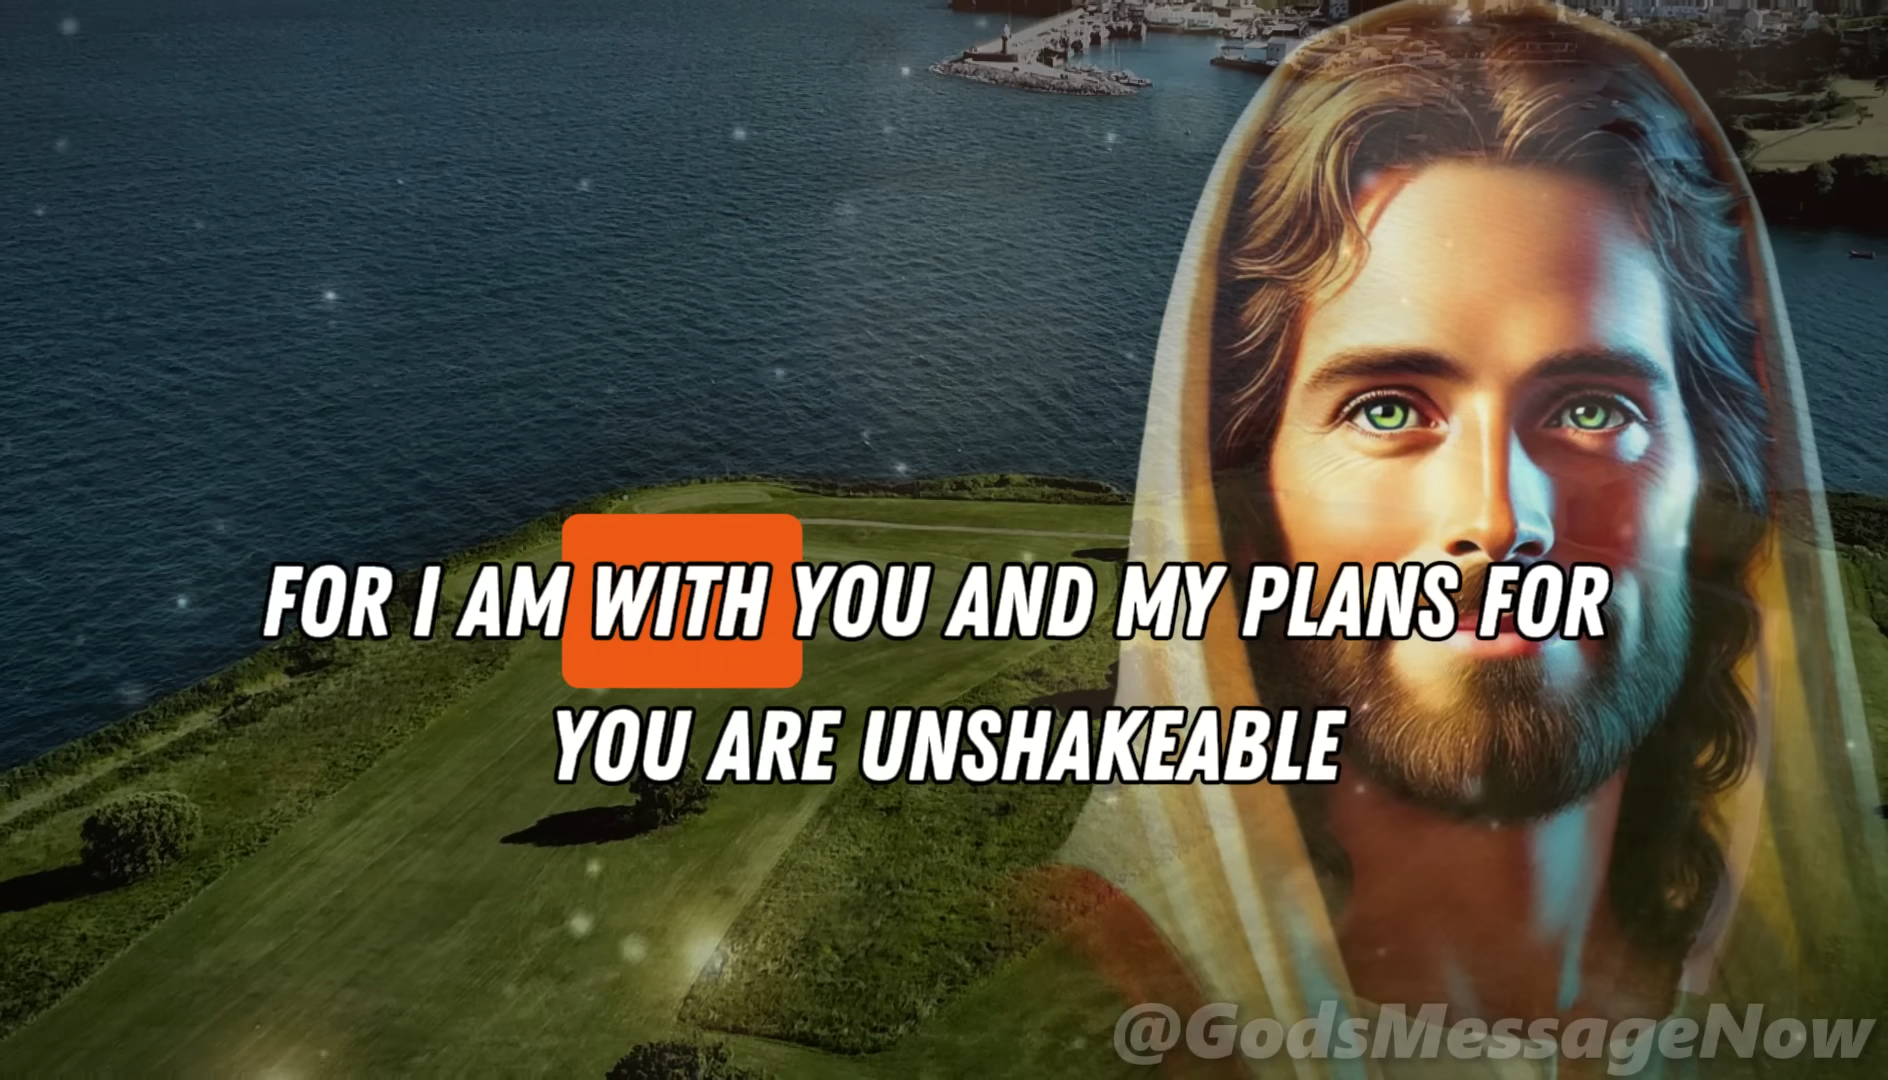 FOR I AM WITH YOU AND MY PLANS FOR
YOU ARE UNSHAKEABLE
@GodsMessageNow